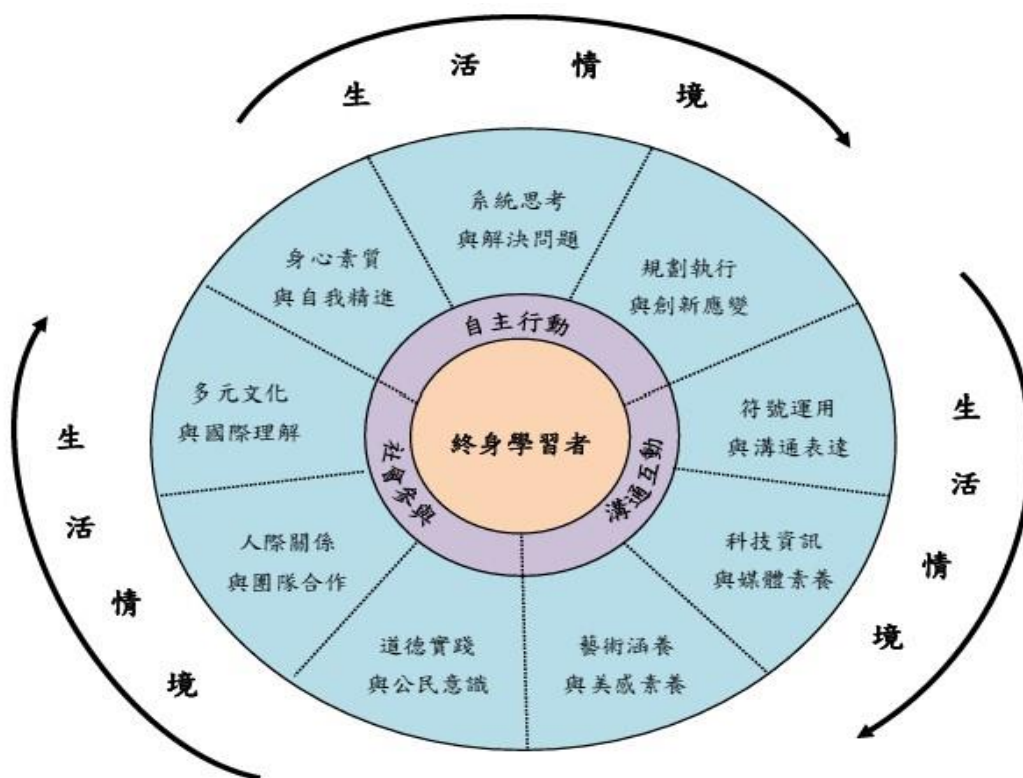 生活情境
系統思考
與解決問題
身心素質
與自我精進
規劃執行
與創新應變
自主行動
多元文化
與國際理解
符號運用
與溝通表達
終身學習者
社會參與
溝通互動
人際關係
與團隊合作
科技資訊
與媒體素養
道德實踐
與公民意識
藝術涵養
與美感素養
生活情境
生活情境